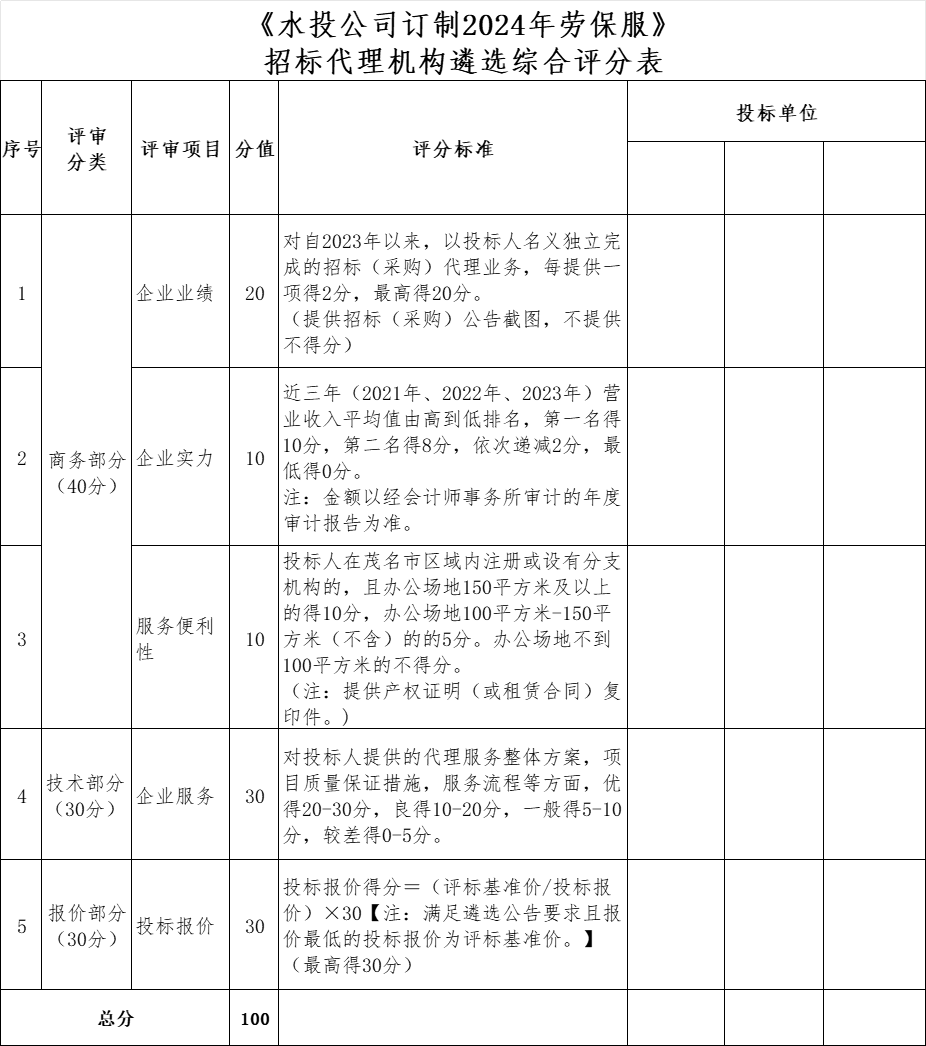 《水投公司订制2024年劳保服》
招标代理机构遴选综合评分表
序号
评审
分类
评审项目
分值
评分标准
投标单位
1
商务部分
（40分）
企业业绩
20
对自2023年以来，以投标人名义独立完
成的招标（采购）代理业务，每提供一
项得2分，最高得20分。
（提供招标（采购）公告截图，不提供
不得分）
2
企业实力
10
近三年（2021年、2022年、2023年）营
业收入平均值由高到低排名，第一名得
10分，第二名得8分，依次递减2分，最
低得0分。
注：金额以经会计师事务所审计的年度
审计报告为准。
3
服务便利
性
10
投标人在茂名市区域内注册或设有分支
机构的，且办公场地150平方米及以上
的得10分，办公场地100平方米-150平
方米（不含）的的5分。办公场地不到
100平方米的不得分。
（注：提供产权证明（或租赁合同）复
印件。)
4
技术部分
（30分）
企业服务
30
对投标人提供的代理服务整体方案，项
目质量保证措施，服务流程等方面，优
得20-30分，良得10-20分，一般得5-10
分，较差得0-5分。
5
报价部分
（30分）
投标报价
30
投标报价得分＝（评标基准价/投标报
价）×30【注：满足遴选公告要求且报
价最低的投标报价为评标基准价。】
（最高得30分）
总分
100